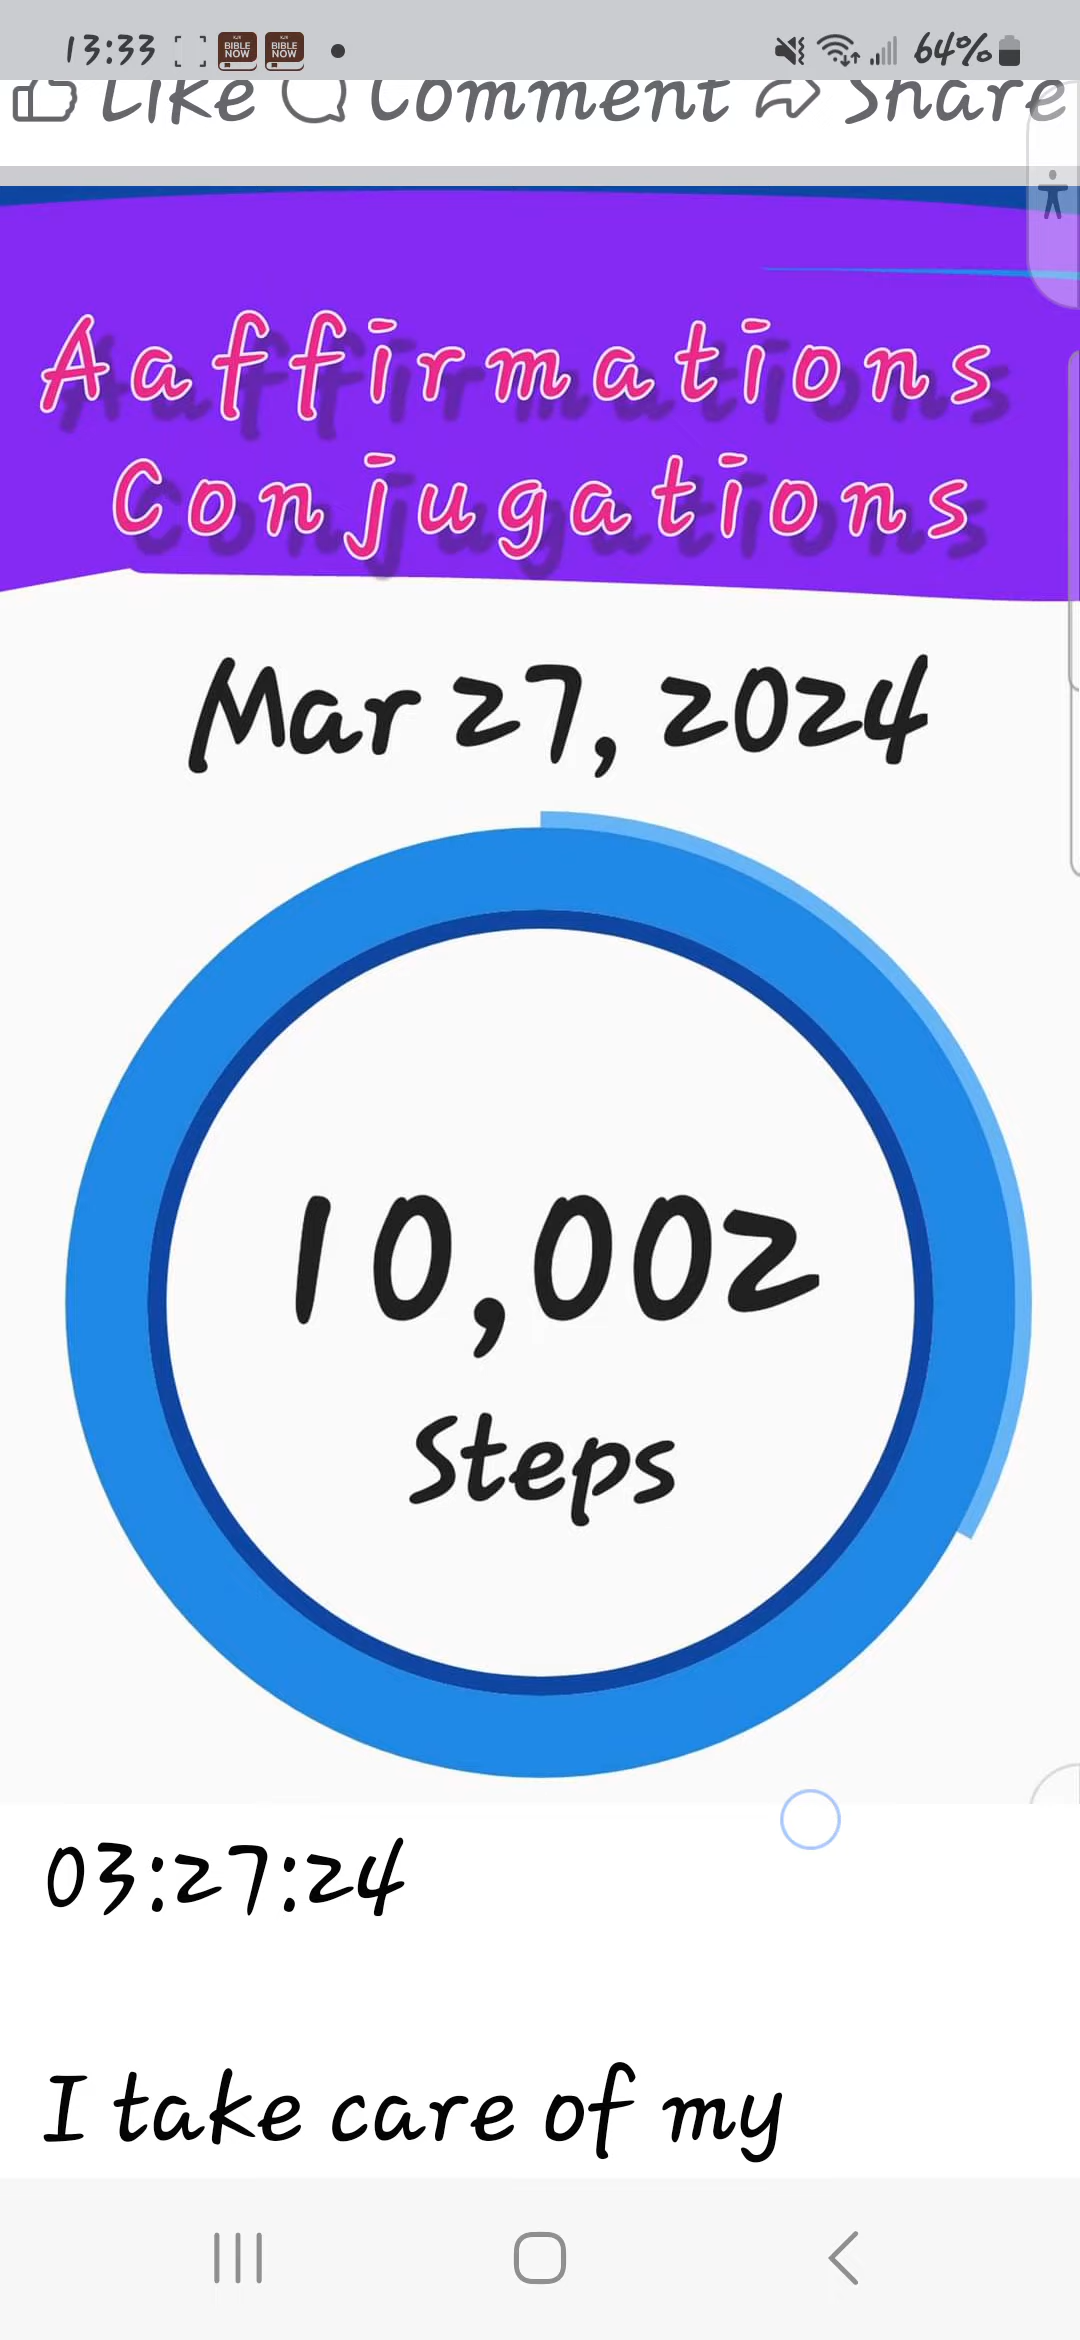 13:33
BIBLE NOW BIBLE NOW
64%
Like Comment Share
Aaffirmations
Conjugations
Mar 27, 2024
10,002
Steps
03:27:24
I take care of my